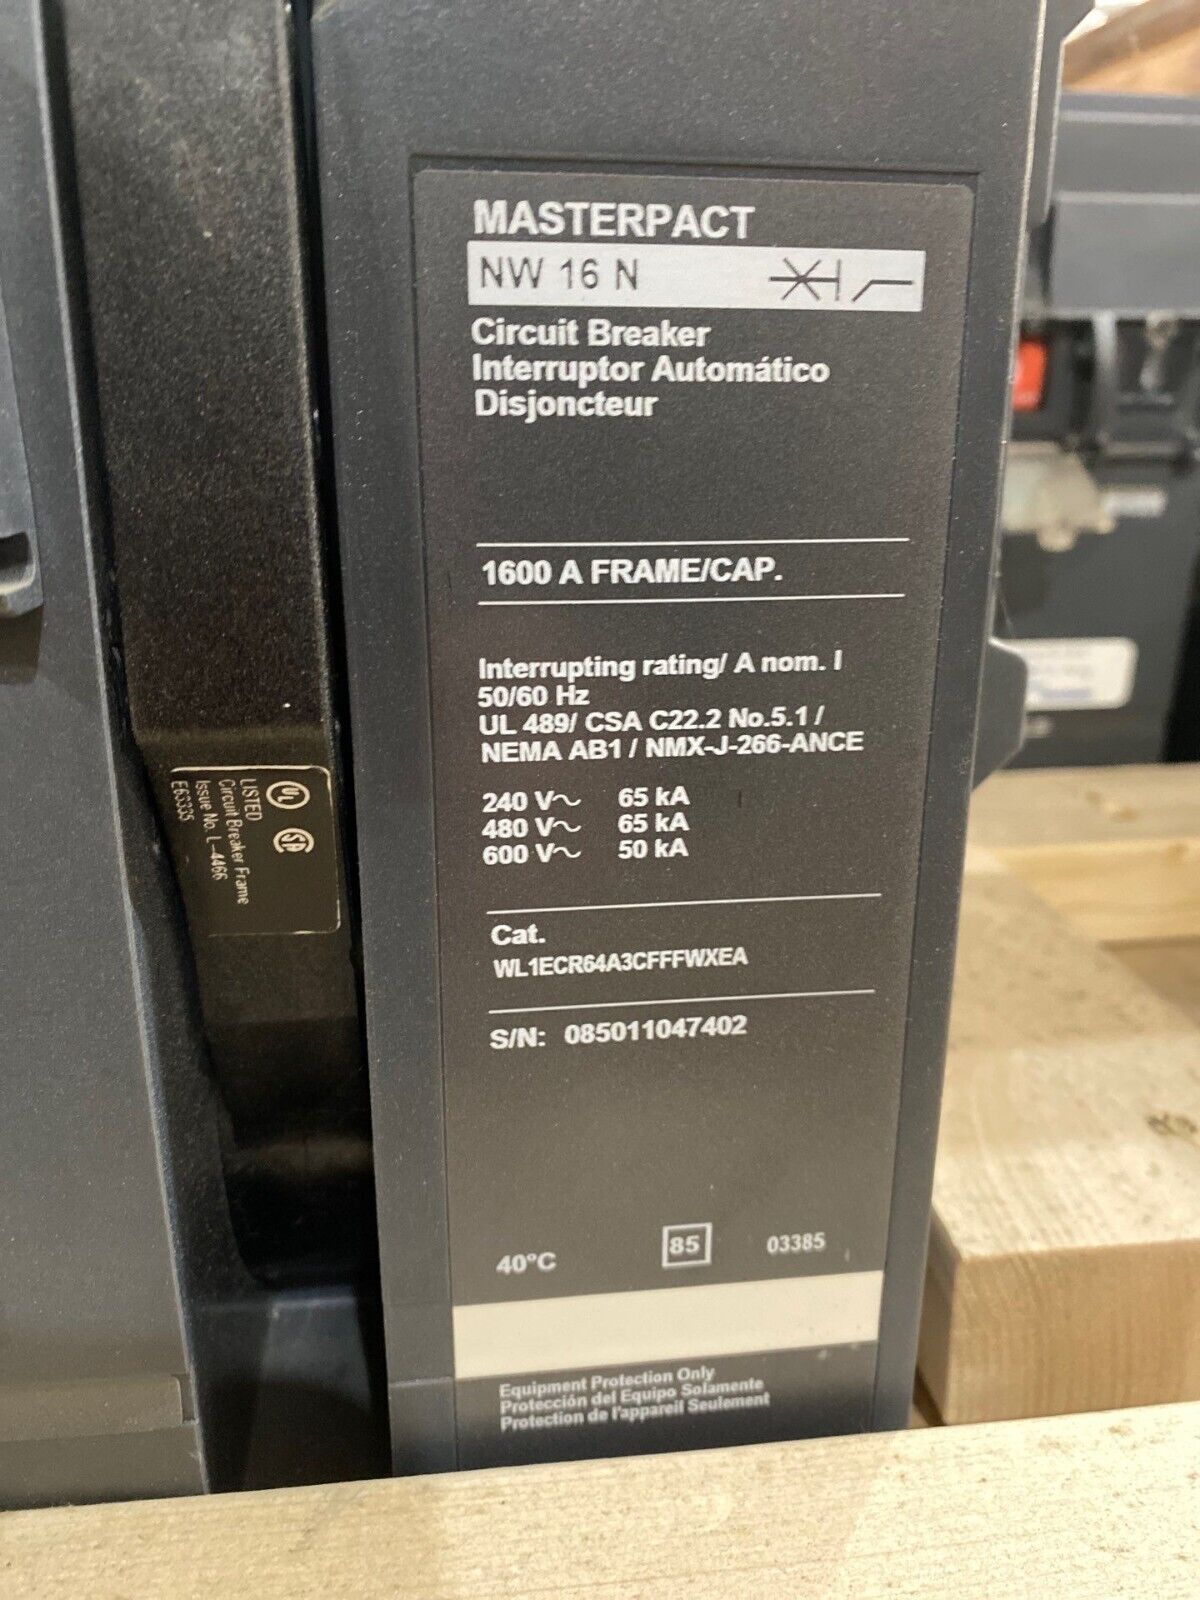 MASTERPACT
NW 16 N
Circuit Breaker
Interruptor Automático
Disjoncteur
1600 A FRAME/CAP.
Interrupting rating/ A nom. I
50/60 Hz
UL 489/ CSA C22.2 No.5.1 /
NEMA AB1 / NMX-J-266-ANCE
240 V~ 65 kA
480 V~ 65 kA
600 V~ 50 kA
Cat.
WL1ECR64A3CFFFWXEA
S/N: 085011047402
40°C 85 03385
Equipment Protection Only
Protección del Equipo Solamente
Protection de l'appareil Seulement
UL SA
LISTED
Circuit Breaker Frame
Issue No. L-4466
E63335